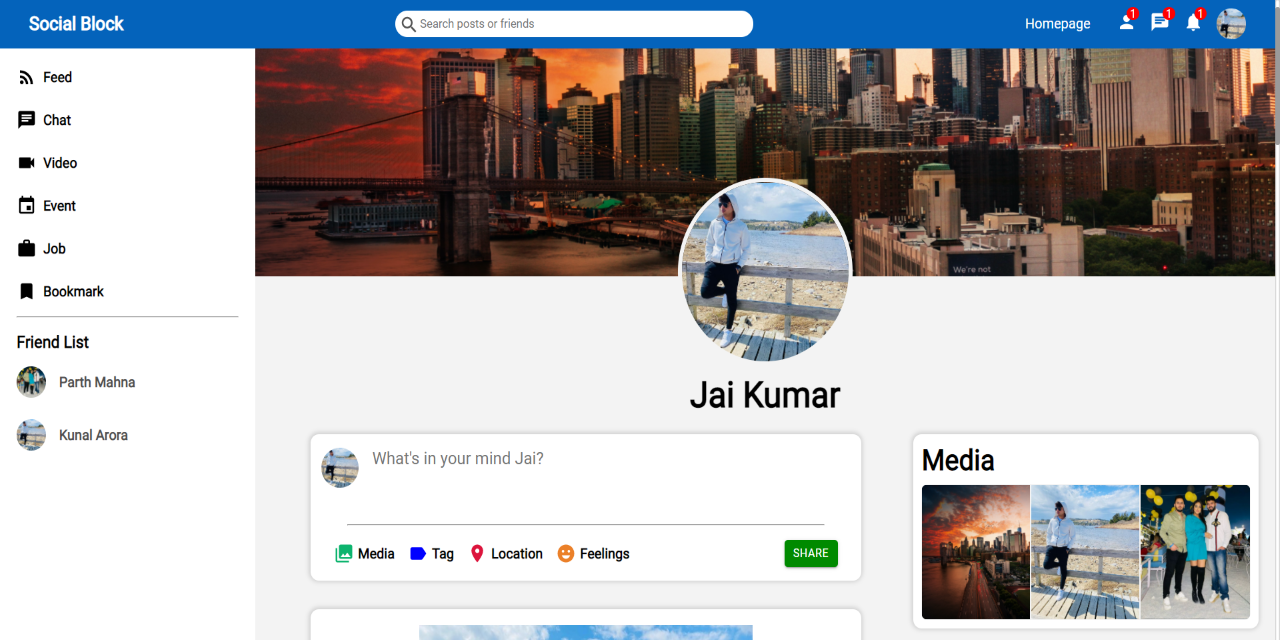 Social Block
Search posts or friends
Homepage
1
1
1
Feed
Chat
Video
Event
Job
Bookmark
Friend List
Parth Mahna
Kunal Arora
We're not
Jai Kumar
What's in your mind Jai?
Media
Tag
Location
Feelings
SHARE
Media